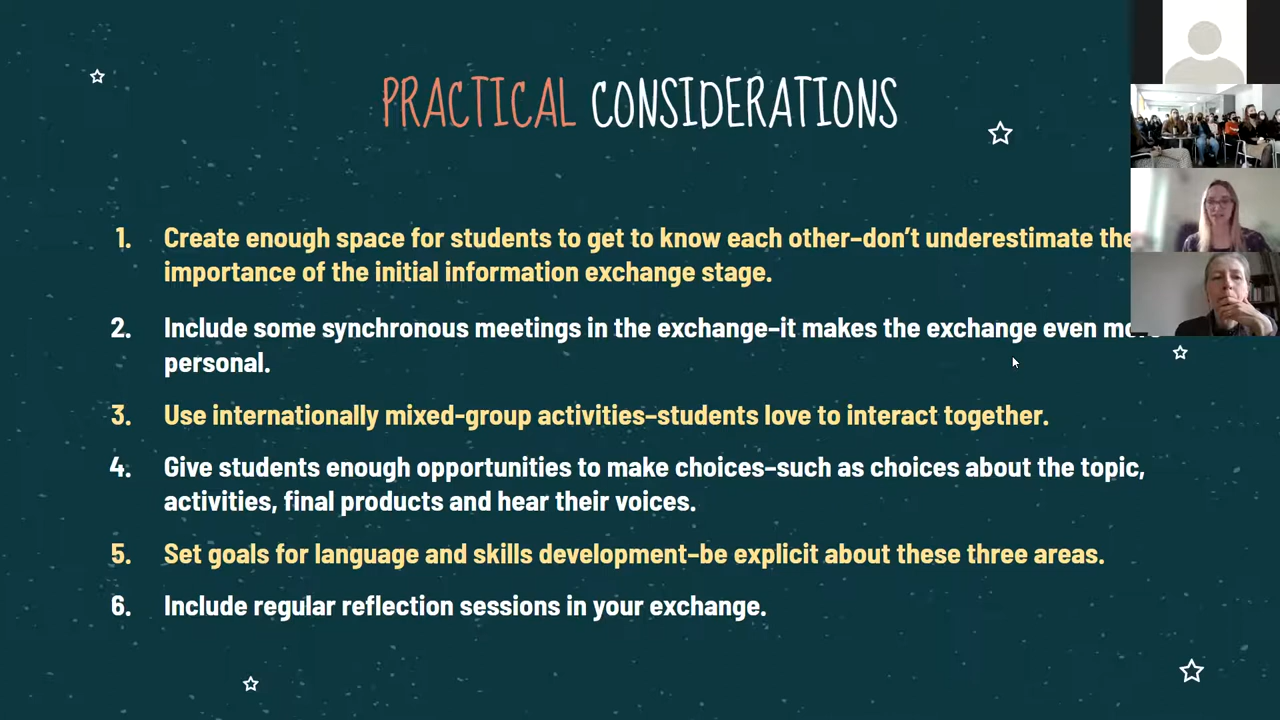 PRACTICAL CONSIDERATIONS
1. Create enough space for students to get to know each other–don't underestimate the
importance of the initial information exchange stage.
2. Include some synchronous meetings in the exchange–it makes the exchange even more
personal.
3. Use internationally mixed-group activities–students love to interact together.
4. Give students enough opportunities to make choices–such as choices about the topic,
activities, final products and hear their voices.
5. Set goals for language and skills development–be explicit about these three areas.
6. Include regular reflection sessions in your exchange.